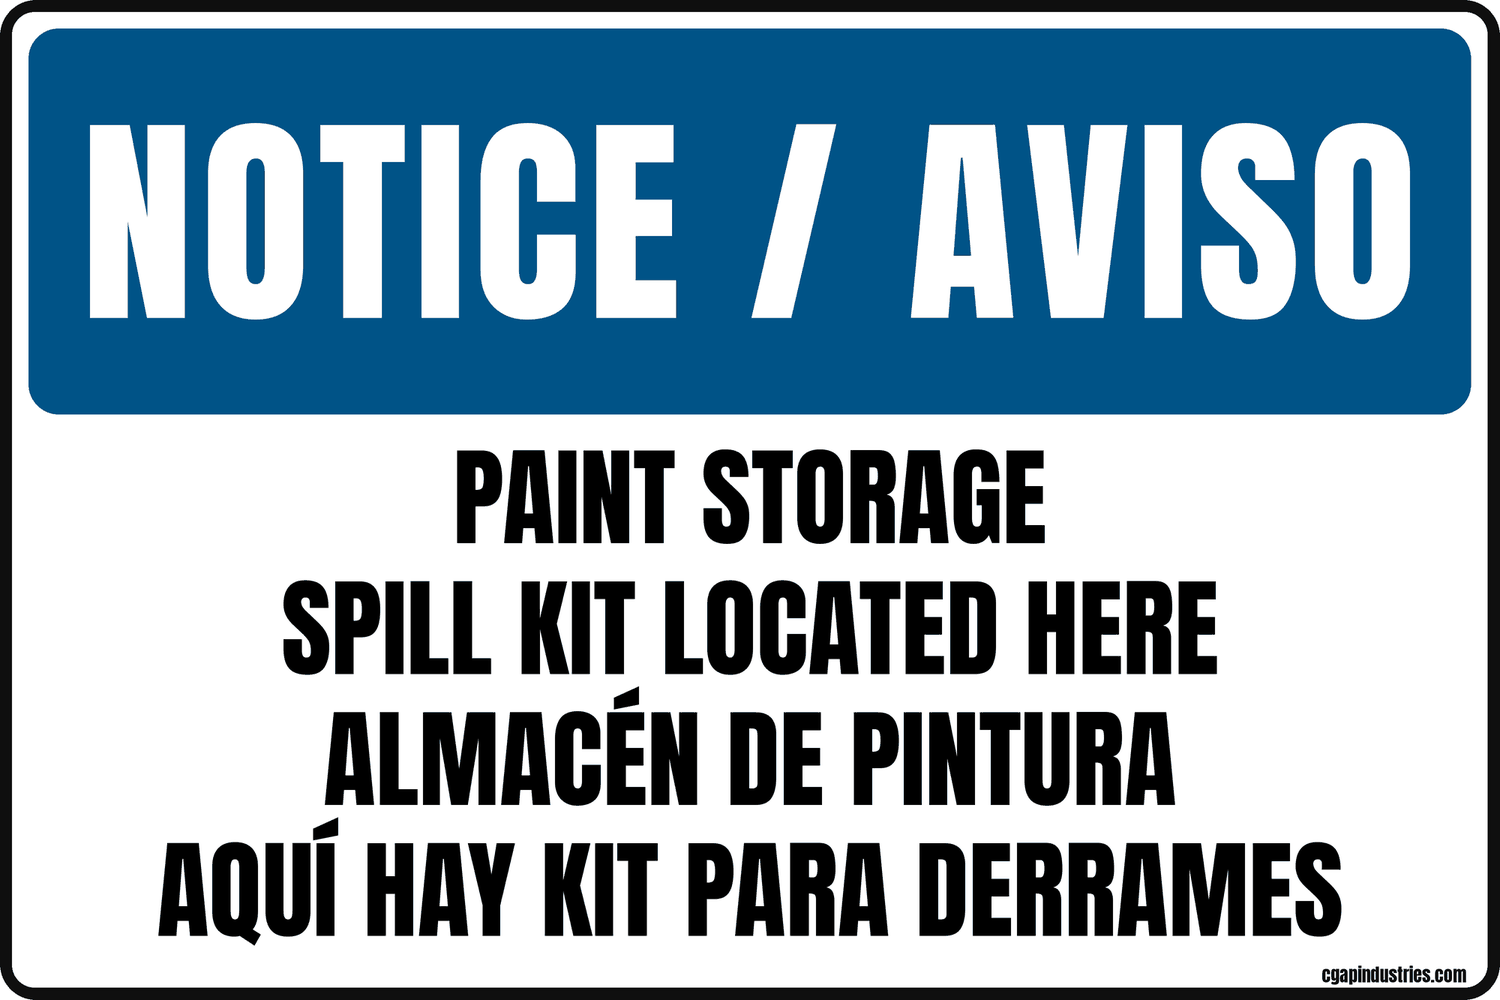 NOTICE / AVISO
PAINT STORAGE
SPILL KIT LOCATED HERE
ALMACÉN DE PINTURA
AQUÍ HAY KIT PARA DERRAMES
cgapindustries.com